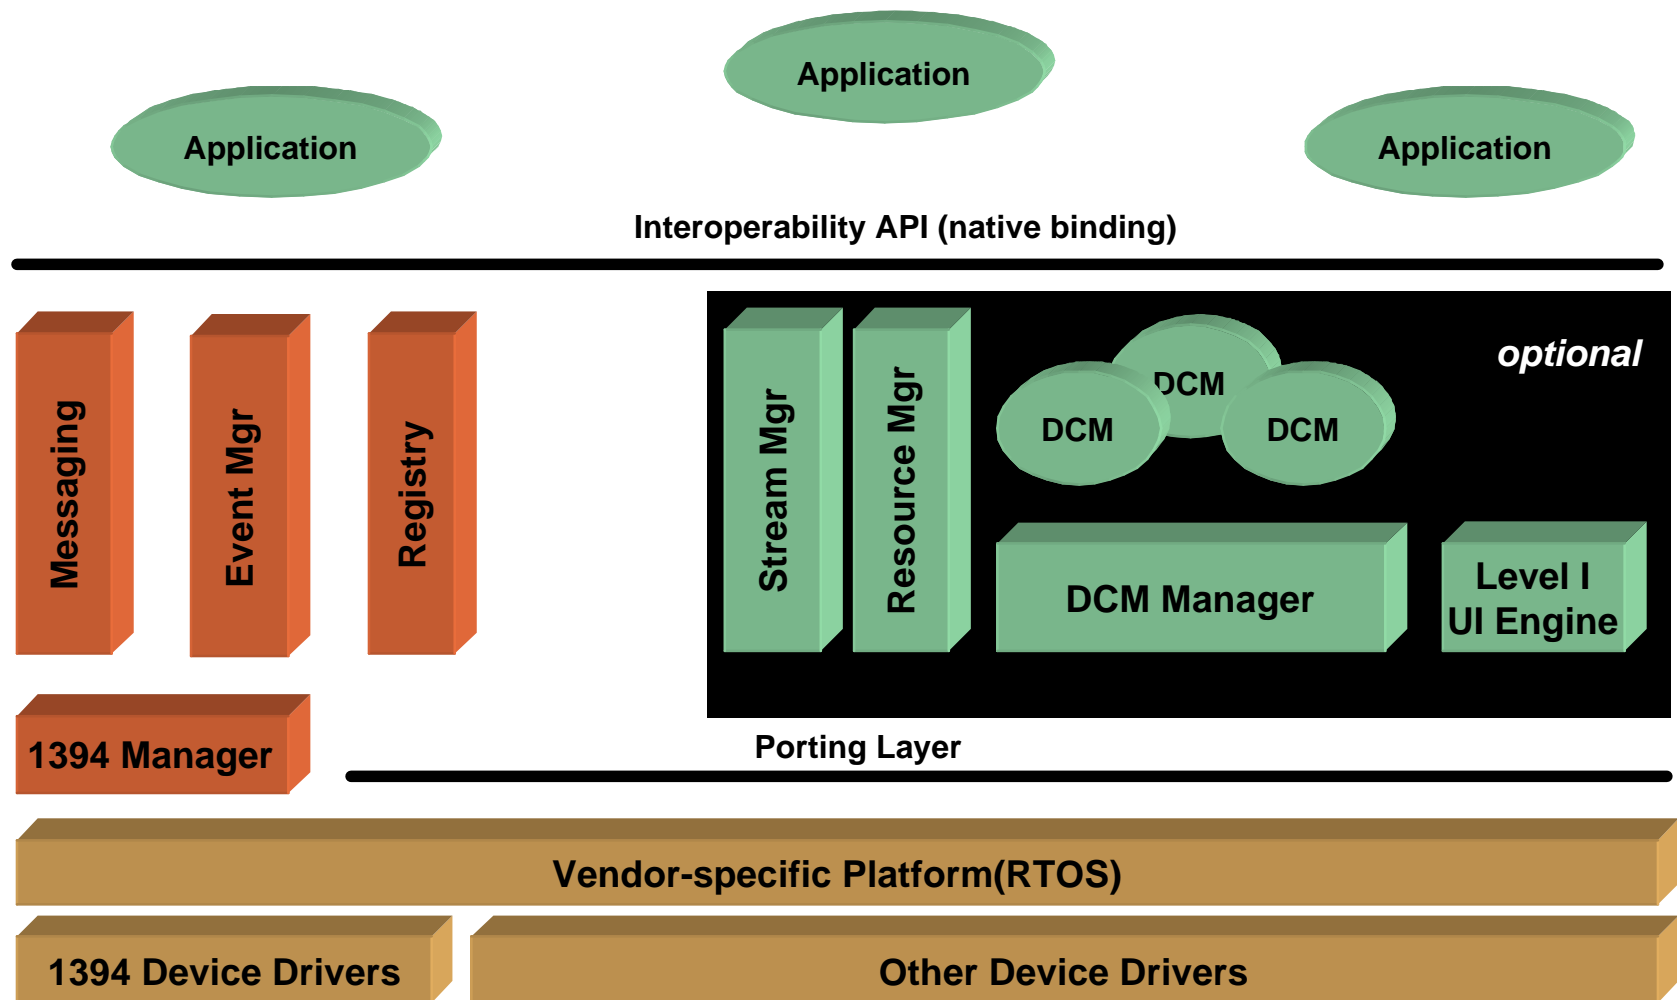 Application
Application
Application
Interoperability API (native binding)
optional
Messaging
Event Mgr
Registry
Stream Mgr
Resource Mgr
DCM
DCM
DCM
DCM Manager
Level I
UI Engine
1394 Manager
Porting Layer
Vendor-specific Platform(RTOS)
1394 Device Drivers
Other Device Drivers